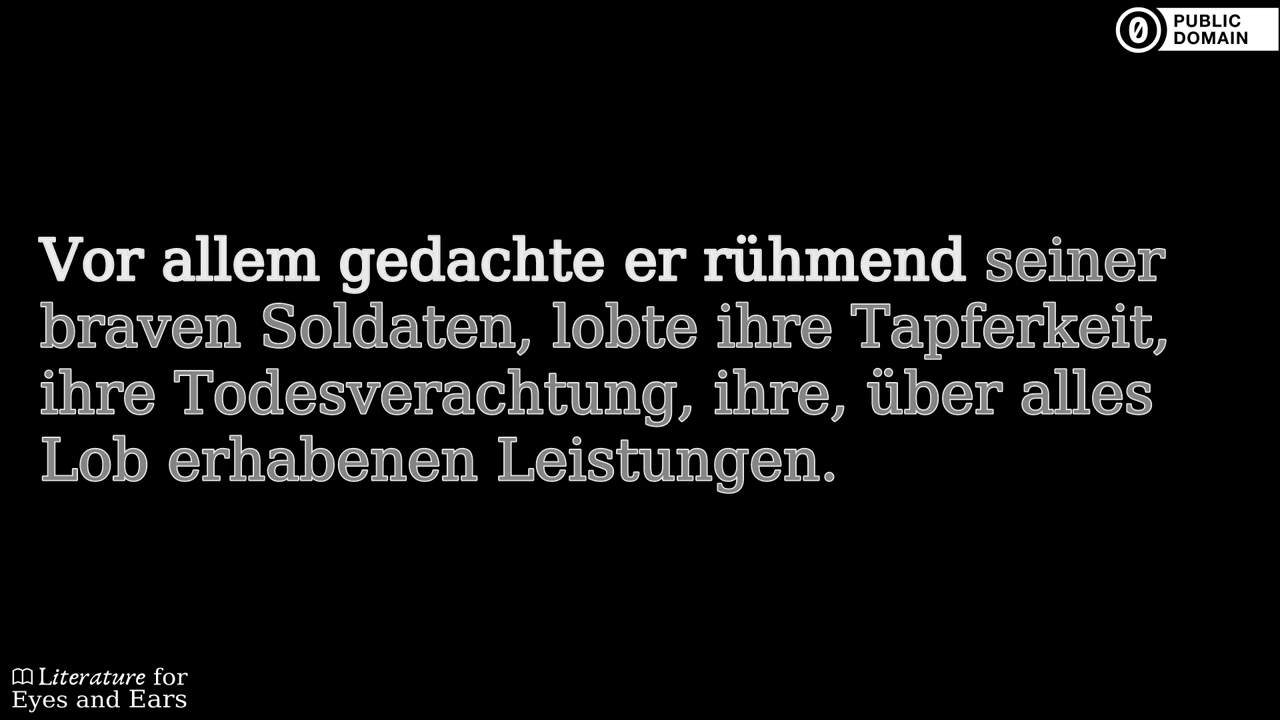 PUBLIC
DOMAIN
Vor allem gedachte er rühmend seiner
braven Soldaten, lobte ihre Tapferkeit,
ihre Todesverachtung, ihre, über alles
Lob erhabenen Leistungen.
Literature for
Eyes and Ears